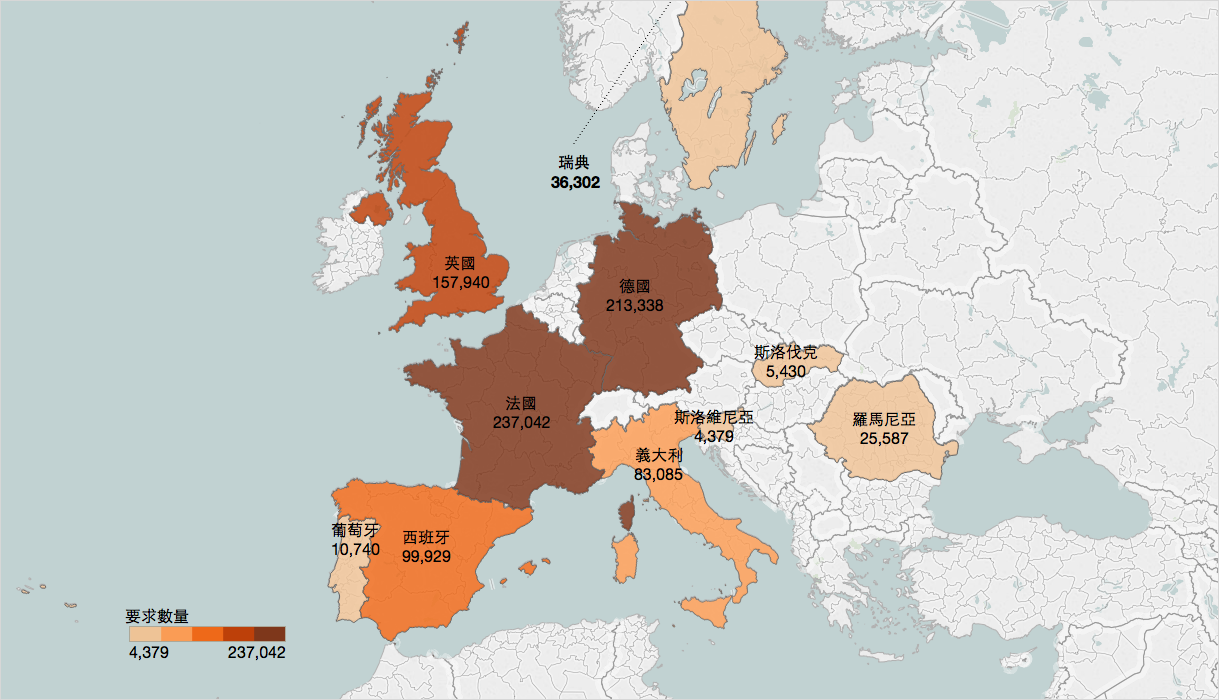 瑞典
36,302
英國
157,940
德國
213,338
斯洛伐克
5,430
法國
237,042
斯洛維尼亞
4,379
羅馬尼亞
25,587
義大利
83,085
葡萄牙
10,740
西班牙
99,929
要求數量
4,379
237,042